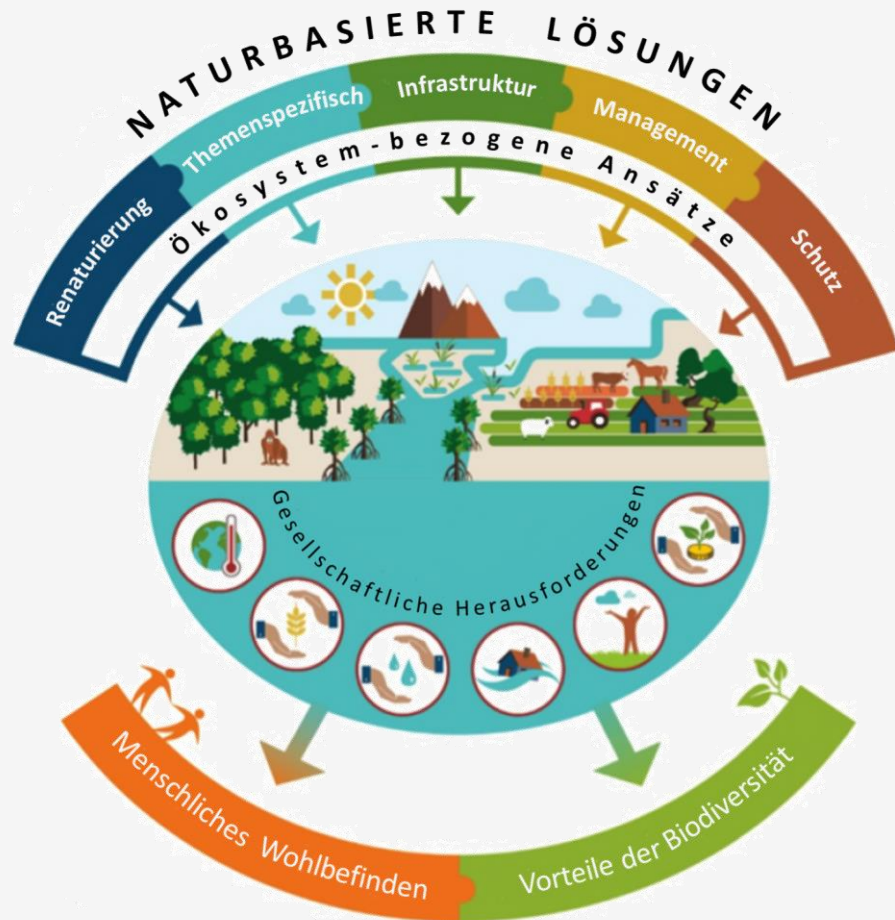 NATURBASIERTE LÖSUNGEN
Renaturierung
Themenspezifisch
Infrastruktur
Management
Schutz
Ökosystem-bezogene Ansätze
Gesellschaftliche Herausforderungen
Menschliches Wohlbefinden
Vorteile der Biodiversität